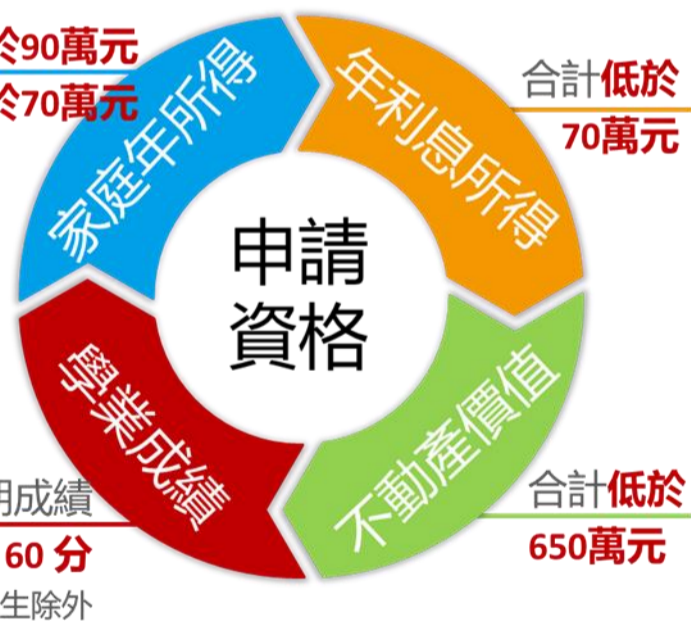 於90萬元
於70萬元
家庭年所得
年利息所得
合計低於
70萬元
申請
資格
學業成績
不動產價值
期成績
60 分
生除外
合計低於
650萬元